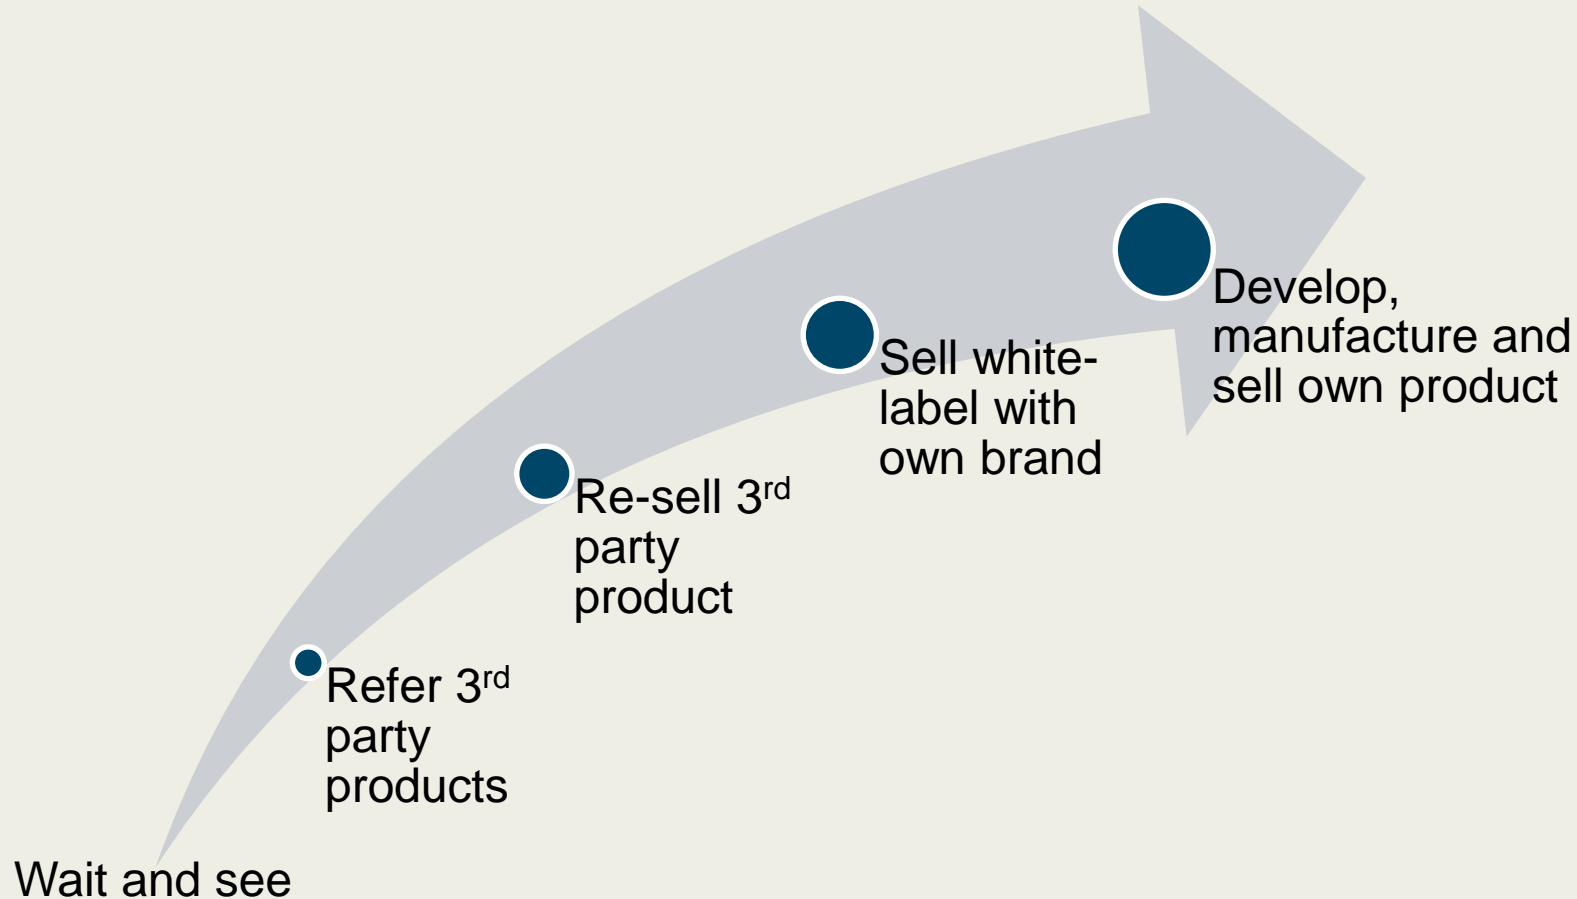 Develop,
manufacture and
sell own product
Sell white-
label with
own brand
Re-sell 3rd
party
product
Refer 3rd
party
products
Wait and see